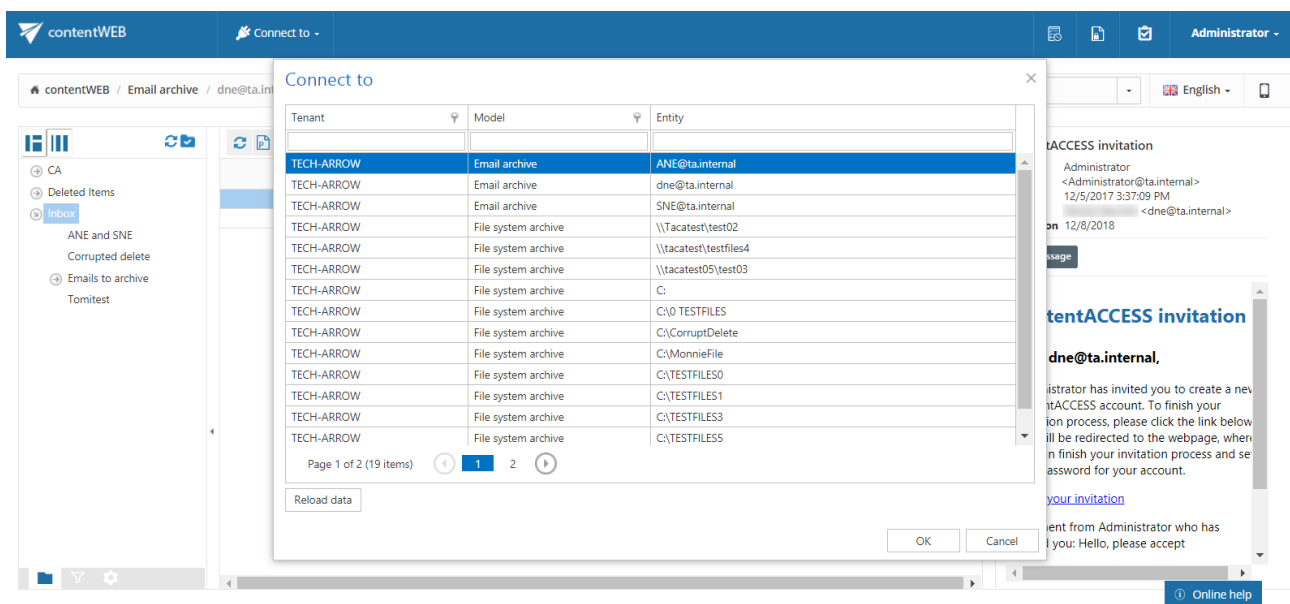 contentWEB
Connect to
Administrator
contentWEB / Email archive / dne@ta.in
English
Connect to
Tenant Model Entity
TECH-ARROW Email archive ANE@ta.internal
TECH-ARROW Email archive dne@ta.internal
TECH-ARROW Email archive SNE@ta.internal
TECH-ARROW File system archive \\Tacatest\test02
TECH-ARROW File system archive \\tacatest\testfiles4
TECH-ARROW File system archive \\tacatest05\test03
TECH-ARROW File system archive C:
TECH-ARROW File system archive C:\0 TESTFILES
TECH-ARROW File system archive C:\CorruptDelete
TECH-ARROW File system archive C:\MonnieFile
TECH-ARROW File system archive C:\TESTFILES0
TECH-ARROW File system archive C:\TESTFILES1
TECH-ARROW File system archive C:\TESTFILES3
TECH-ARROW File system archive C:\TESTFILES5
Page 1 of 2 (19 items) 1 2
Reload data
OK Cancel
CA
Deleted Items
Inbox
ANE and SNE
Corrupted delete
Emails to archive
Tomitest
tACCESS invitation
Administrator
<Administrator@ta.internal>
12/5/2017 3:37:09 PM
<dne@ta.internal>
on 12/8/2018
ssage
tentACCESS invitation
dne@ta.internal,
istrator has invited you to create a new
ntACCESS account. To finish your
ion process, please click the link below
ill be redirected to the webpage, where
n finish your invitation process and se
assword for your account.
your invitation
ent from Administrator who has
you: Hello, please accept
Online help